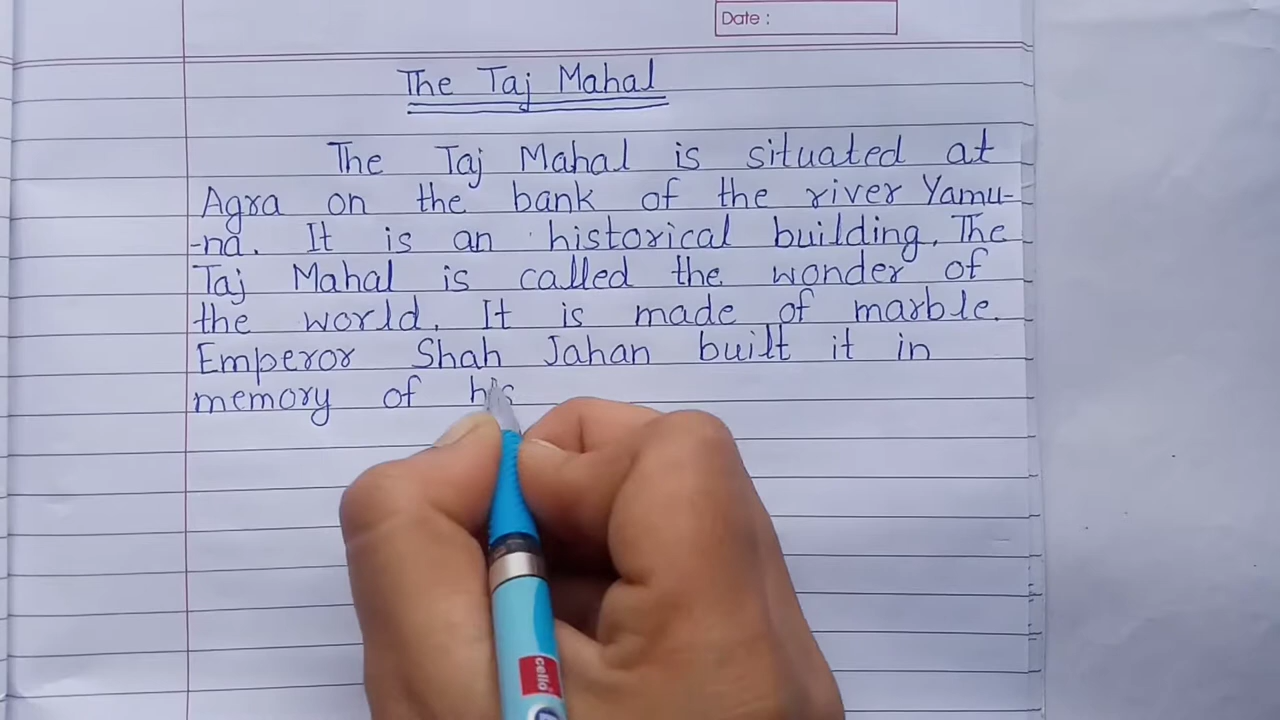 Date :
The Taj Mahal
The Taj Mahal is situated at
Agra on the bank of the river Yamu-
-na. It is an historical building. The
Taj Mahal is called the wonder of
the world. It is made of marble.
Emperor Shah Jahan built it in
memory of his
cello